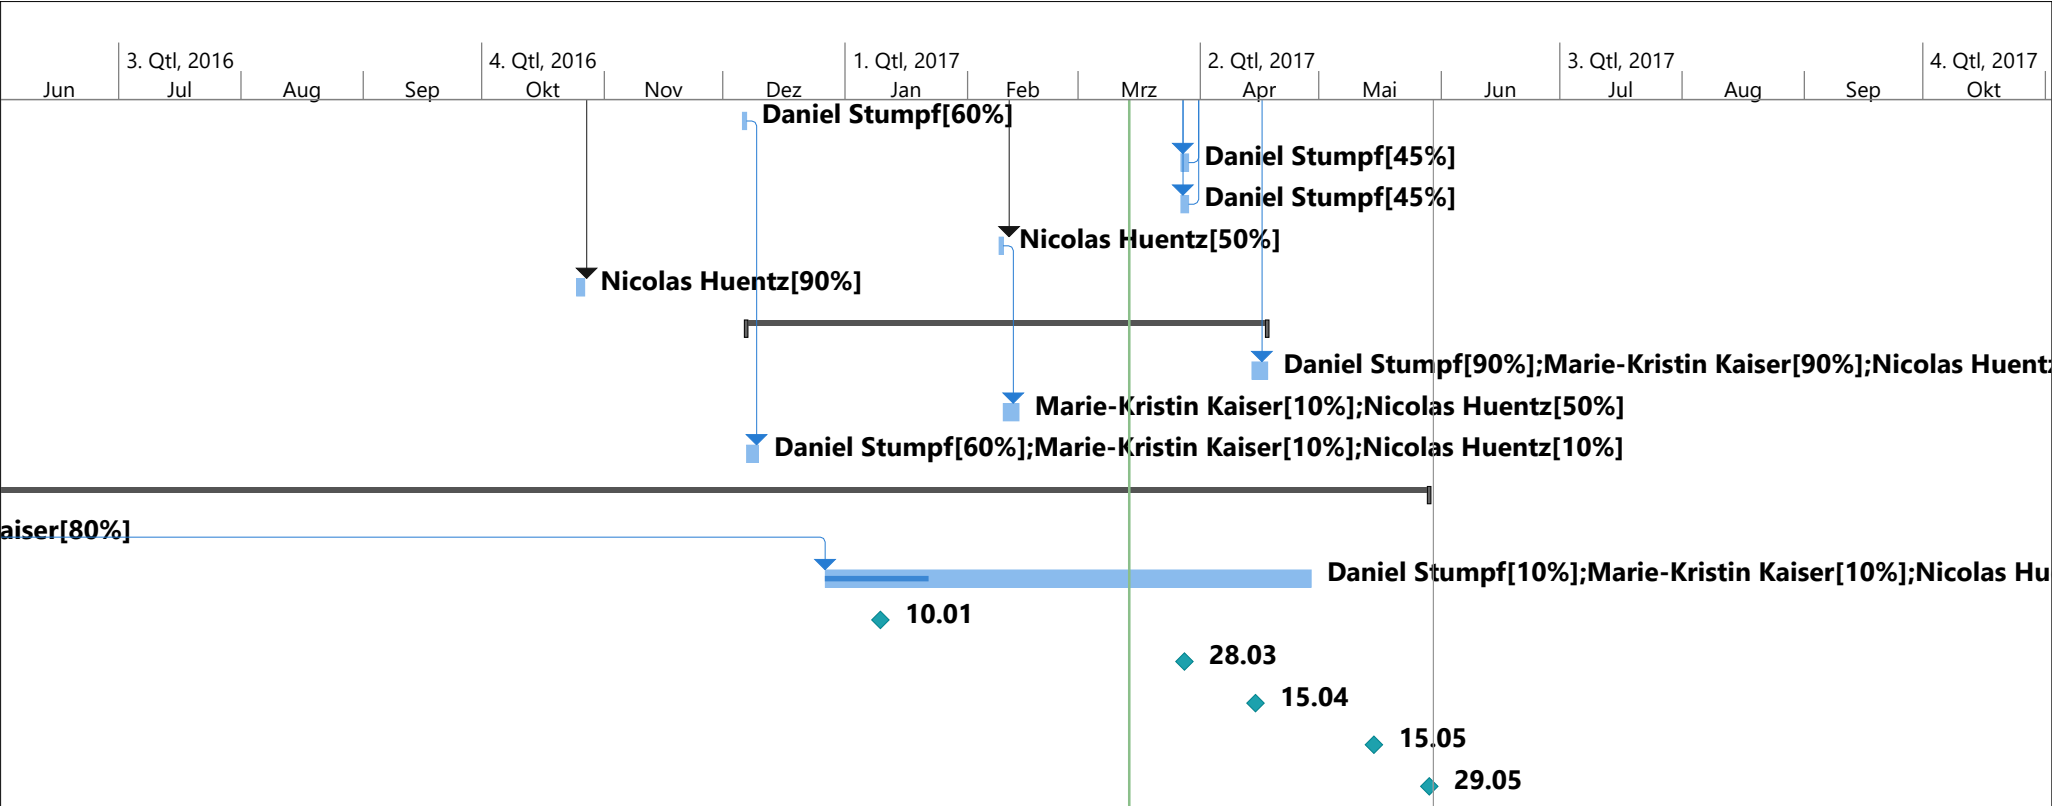 3. Qtl, 2016 4. Qtl, 2016 1. Qtl, 2017 2. Qtl, 2017 3. Qtl, 2017 4. Qtl, 2017
Jun Jul Aug Sep Okt Nov Dez Jan Feb Mrz Apr Mai Jun Jul Aug Sep Okt
Daniel Stumpf[60%]
Daniel Stumpf[45%]
Daniel Stumpf[45%]
Nicolas Huentz[50%]
Nicolas Huentz[90%]
Daniel Stumpf[90%];Marie-Kristin Kaiser[90%];Nicolas Huentz
Marie-Kristin Kaiser[10%];Nicolas Huentz[50%]
Daniel Stumpf[60%];Marie-Kristin Kaiser[10%];Nicolas Huentz[10%]
aiser[80%]
Daniel Stumpf[10%];Marie-Kristin Kaiser[10%];Nicolas Hu
10.01
28.03
15.04
15.05
29.05